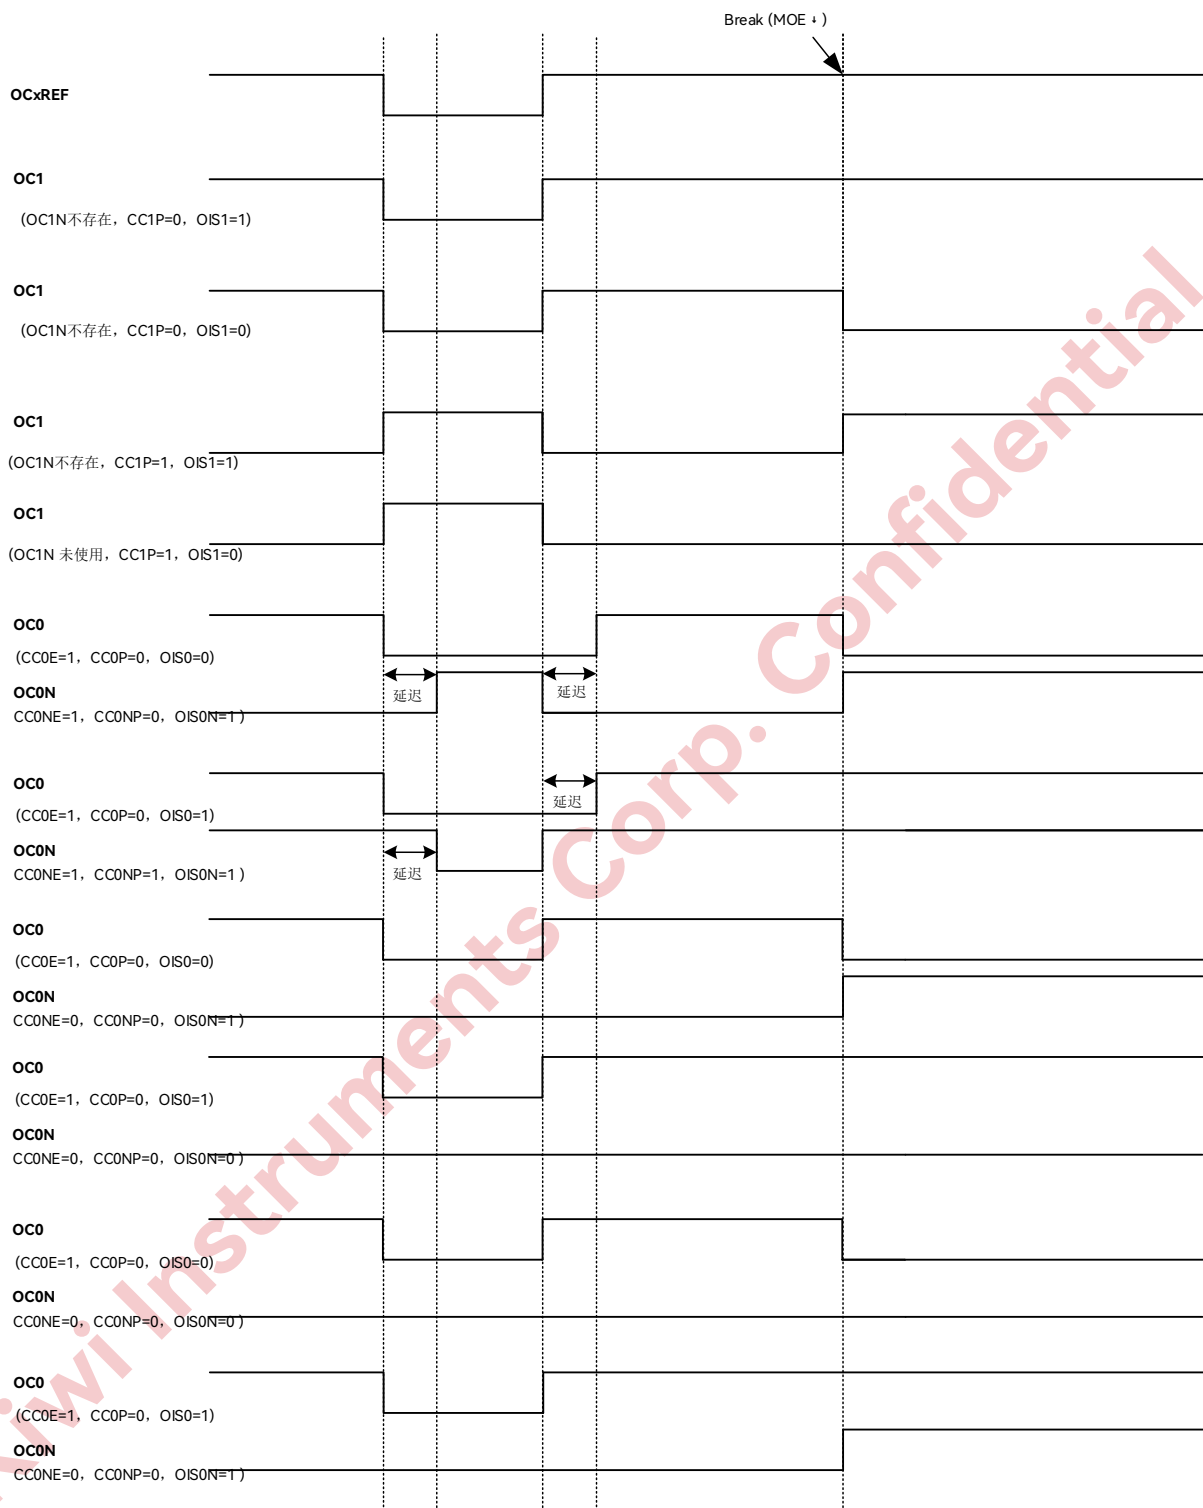 Break (MOE ↓ )
OCxREF
OC1
(OC1N不存在，CC1P=0，OIS1=1)
OC1
(OC1N不存在，CC1P=0，OIS1=0)
OC1
(OC1N不存在，CC1P=1，OIS1=1)
OC1
(OC1N 未使用，CC1P=1，OIS1=0)
OC0
(CC0E=1，CC0P=0，OIS0=0)
延迟
延迟
OC0N
CC0NE=1，CC0NP=0，OIS0N=1 )
OC0
延迟
(CC0E=1，CC0P=0，OIS0=1)
OC0N
CC0NE=1，CC0NP=1，OIS0N=1 )
延迟
OC0
(CC0E=1，CC0P=0，OIS0=0)
OC0N
CC0NE=0，CC0NP=0，OIS0N=1 )
OC0
(CC0E=1，CC0P=0，OIS0=1)
OC0N
CC0NE=0，CC0NP=0，OIS0N=0 )
OC0
(CC0E=1，CC0P=0，OIS0=0)
OC0N
CC0NE=0，CC0NP=0，OIS0N=0 )
OC0
(CC0E=1，CC0P=0，OIS0=1)
OC0N
CC0NE=0，CC0NP=0，OIS0N=1 )
Kiwi Instruments Corp. Confidential